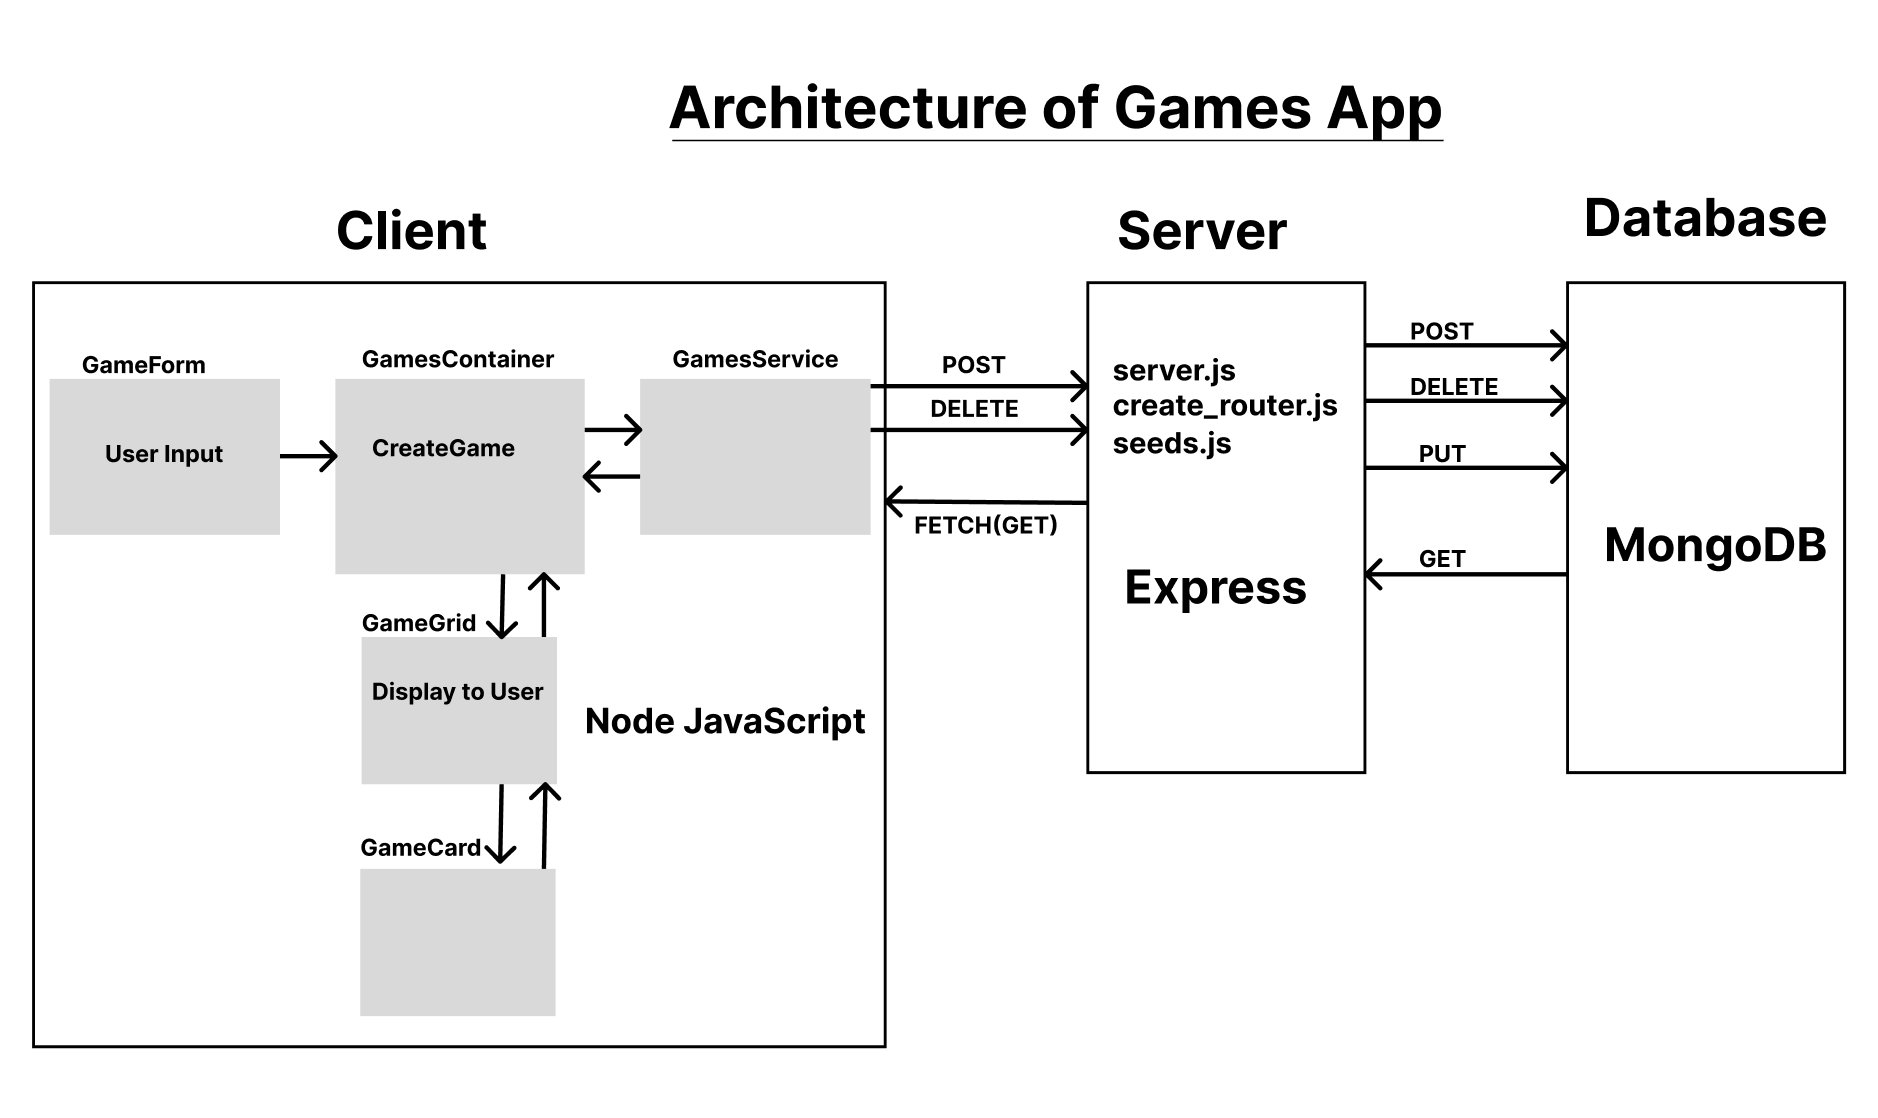 Architecture of Games App
Client
Server
Database
GameForm
User Input
GamesContainer
CreateGame
GamesService
GameGrid
Display to User
Node JavaScript
GameCard
POST
DELETE
FETCH(GET)
server.js
create_router.js
seeds.js
Express
POST
DELETE
PUT
GET
MongoDB